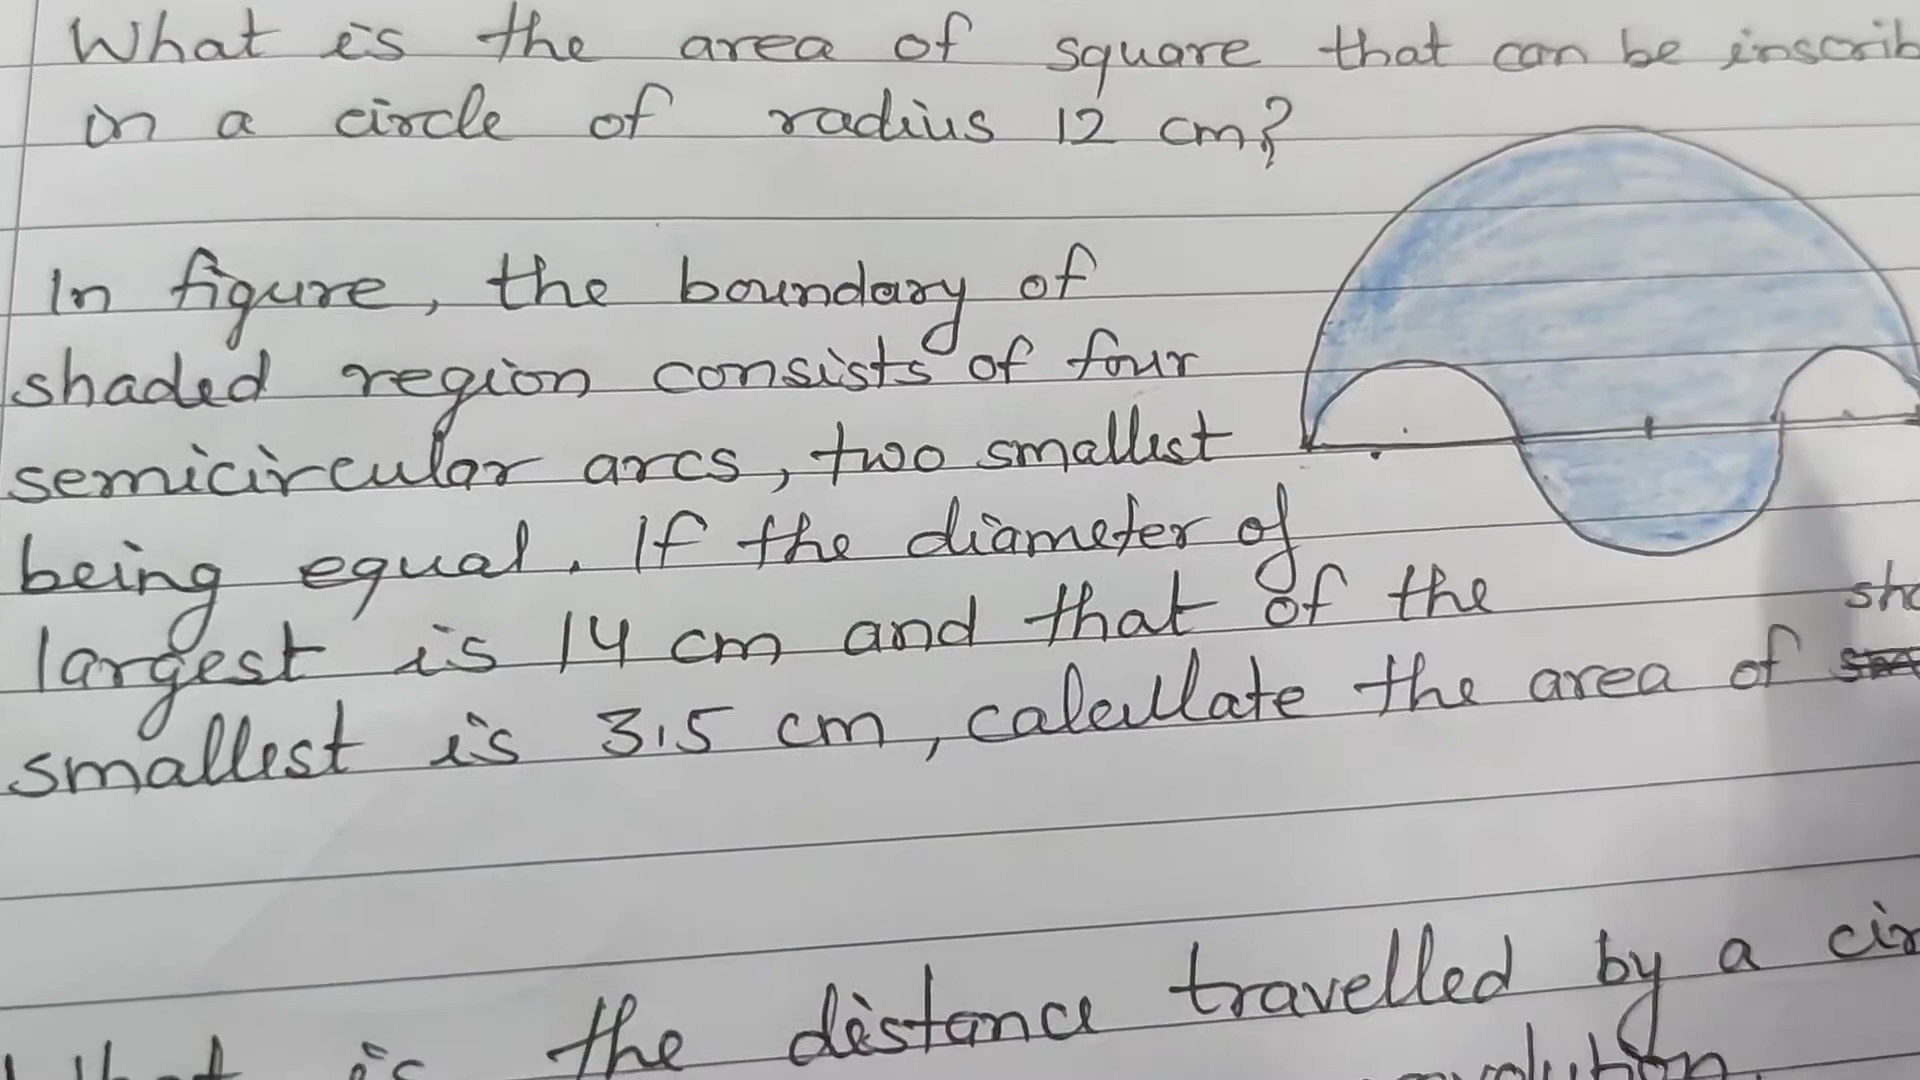 What is the area of square that can be inscrib
in a circle of radius 12 cm?
In figure, the boundary of
shaded region consists of four
semicircular arcs, two smallest
being equal. If the diameter of
largest is 14 cm and that of the
smallest is 3.5 cm, calculate the area of
the distance travelled by a cir
is